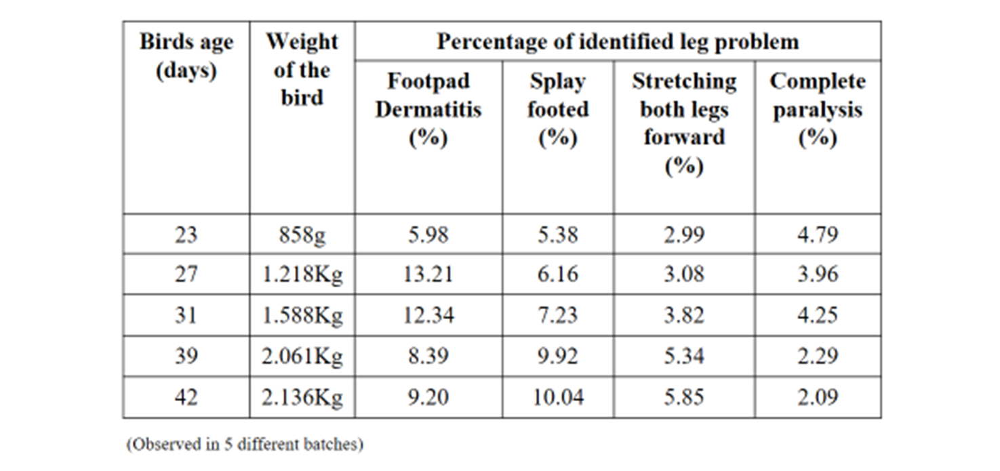 Birds age
(days)
Weight
of the
bird
Percentage of identified leg problem
Footpad
Dermatitis
(%)
Splay
footed
(%)
Stretching
both legs
forward
(%)
Complete
paralysis
(%)
23 858g 5.98 5.38 2.99 4.79
27 1.218Kg 13.21 6.16 3.08 3.96
31 1.588Kg 12.34 7.23 3.82 4.25
39 2.061Kg 8.39 9.92 5.34 2.29
42 2.136Kg 9.20 10.04 5.85 2.09
(Observed in 5 different batches)